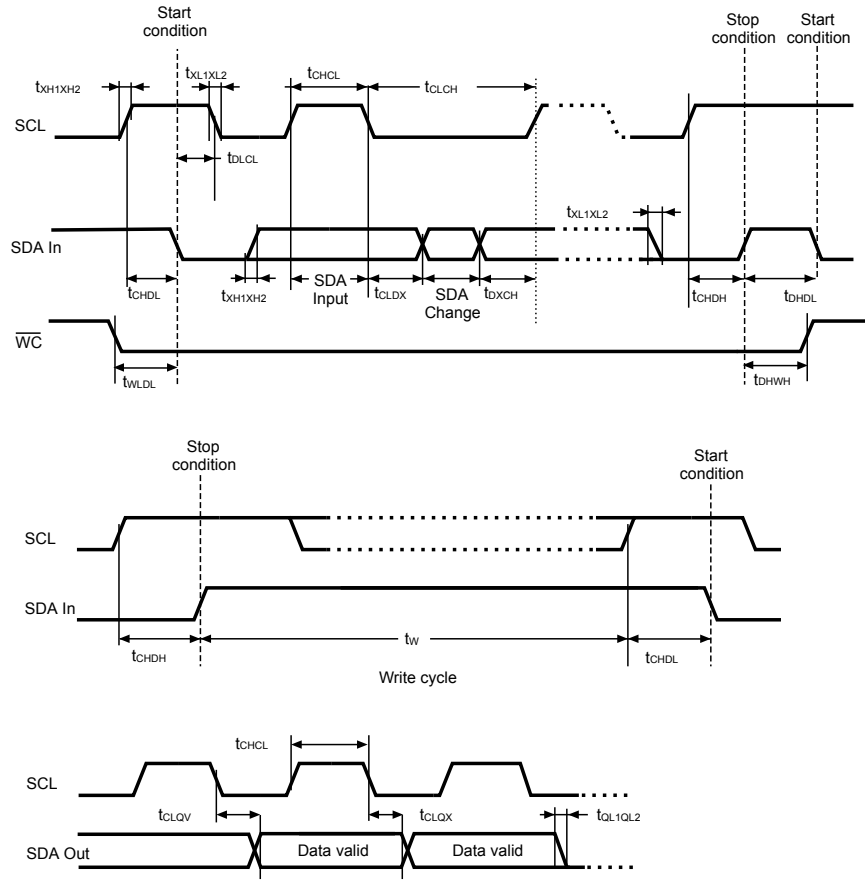 Start
condition
Stop
condition
Start
condition
tXH1XH2
tXL1XL2
tCHCL
tCLCH
SCL
tDLCL
tXL1XL2
SDA In
tCHDL
tXH1XH2
SDA
Input
tCLDX
SDA
Change
tDXCH
tCHDH
tDHDL
WC
tWLDL
tDHWH
Stop
condition
Start
condition
SCL
SDA In
tCHDH
tW
tCHDL
Write cycle
tCHCL
SCL
tCLQV
tCLQX
tQL1QL2
SDA Out
Data valid
Data valid